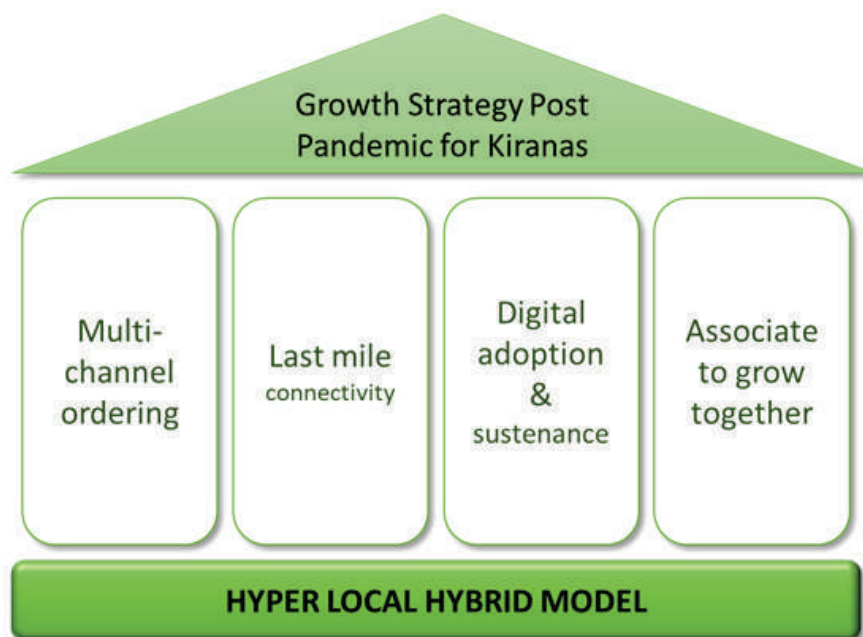 Growth Strategy Post
Pandemic for Kiranas
Multi-
channel
ordering
Last mile
connectivity
Digital
adoption
&
sustenance
Associate
to grow
together
HYPER LOCAL HYBRID MODEL